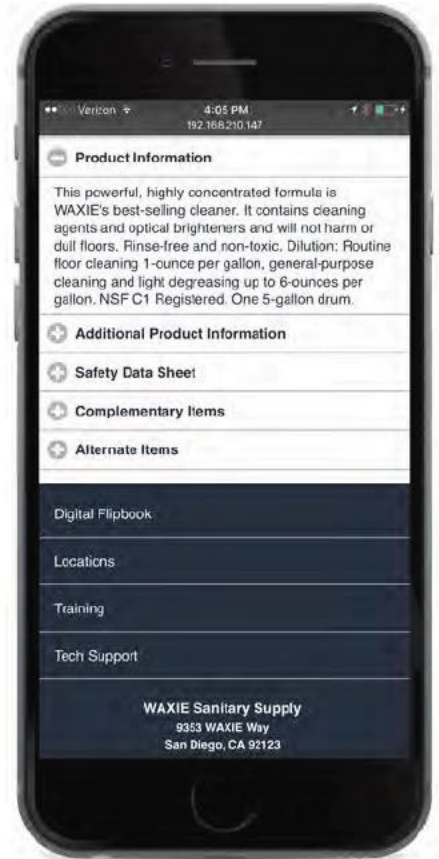 Verizon 4:05 PM
192.168.210.147
Product Information
This powerful, highly concentrated formula is
WAXIE's best-selling cleaner. It contains cleaning
agents and optical brighteners and will not harm or
dull floors. Rinse-free and non-toxic. Dilution: Routine
floor cleaning 1-ounce per gallon, general-purpose
cleaning and light degreasing up to 6-ounces per
gallon. NSF C1 Registered. One 5-gallon drum.
Additional Product Information
Safety Data Sheet
Complementary Items
Alternate Items
Digital Flipbook
Locations
Training
Tech Support
WAXIE Sanitary Supply
9353 WAXIE Way
San Diego, CA 92123